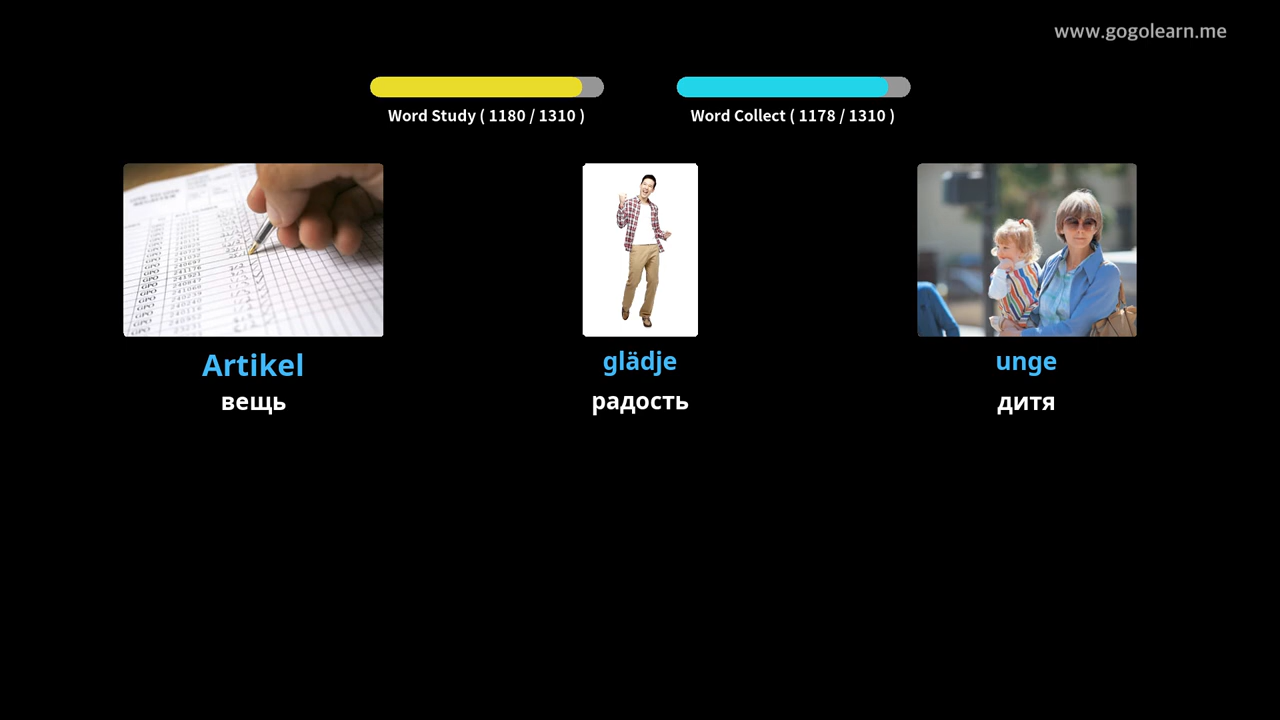 www.gogolearn.me
Word Study ( 1180 / 1310 )
Word Collect ( 1178 / 1310 )
Artikel
glädje
unge
вещь
радость
дитя